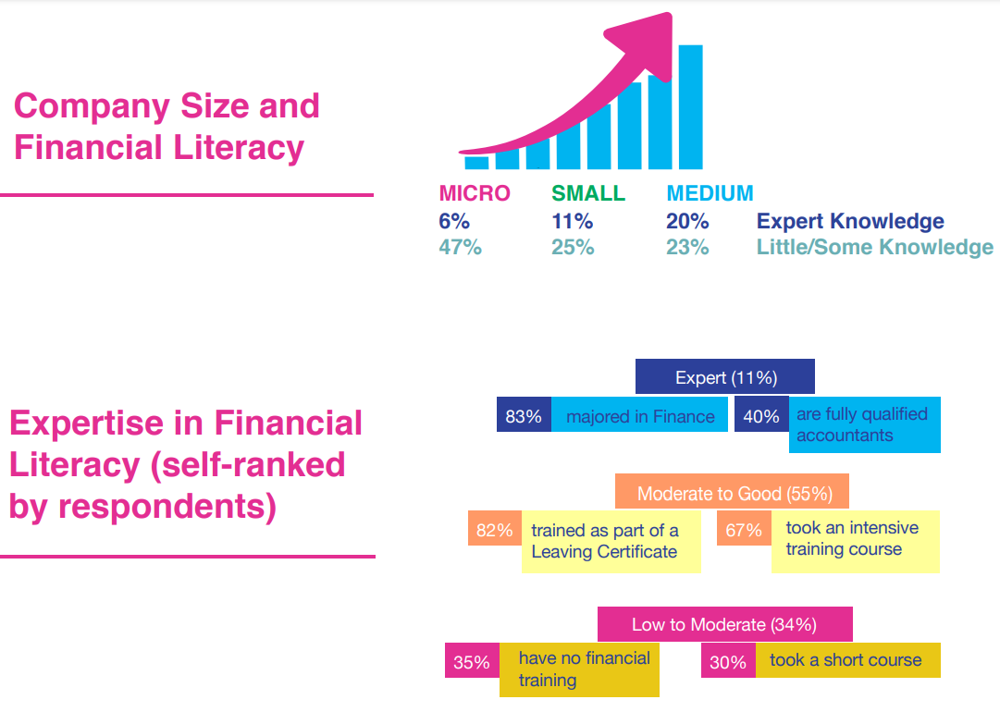 Company Size and
Financial Literacy
MICRO SMALL MEDIUM
6% 11% 20% Expert Knowledge
47% 25% 23% Little/Some Knowledge
Expertise in Financial
Literacy (self-ranked
by respondents)
Expert (11%)
83% majored in Finance
40% are fully qualified
accountants
Moderate to Good (55%)
82% trained as part of a
Leaving Certificate
67% took an intensive
training course
Low to Moderate (34%)
35% have no financial
training
30% took a short course